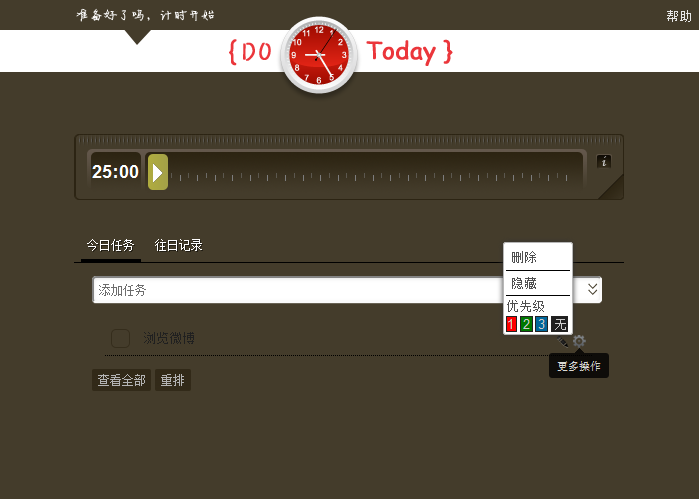 准备好了吗，计时开始
帮助
{DO Today }
12 1 2 3 4 5 6 7 8 9 10 11
25:00
i
今日任务 往日记录
添加任务
删除
隐藏
优先级
1 2 3 无
浏览微博
更多操作
查看全部 重排